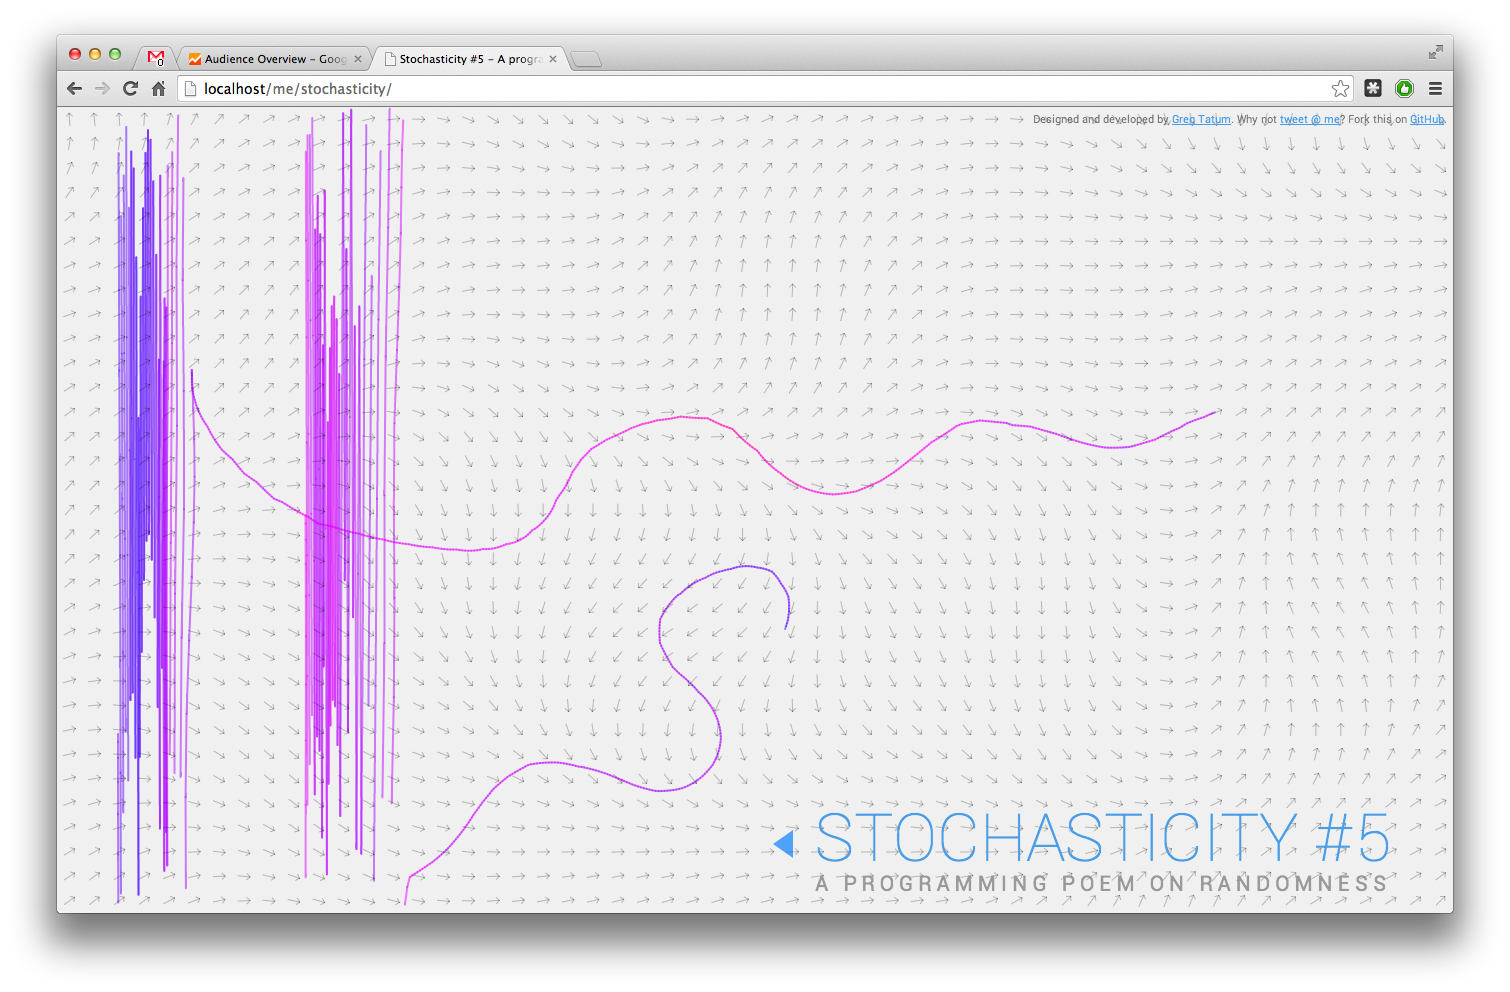 0
Audience Overview – Goog
Stochasticity #5 – A progra
localhost/me/stochasticity/
Designed and developed by Greg Tatum. Why not tweet @ me? Fork this on GitHub.
STOCHASTICITY #5
A PROGRAMMING POEM ON RANDOMNESS